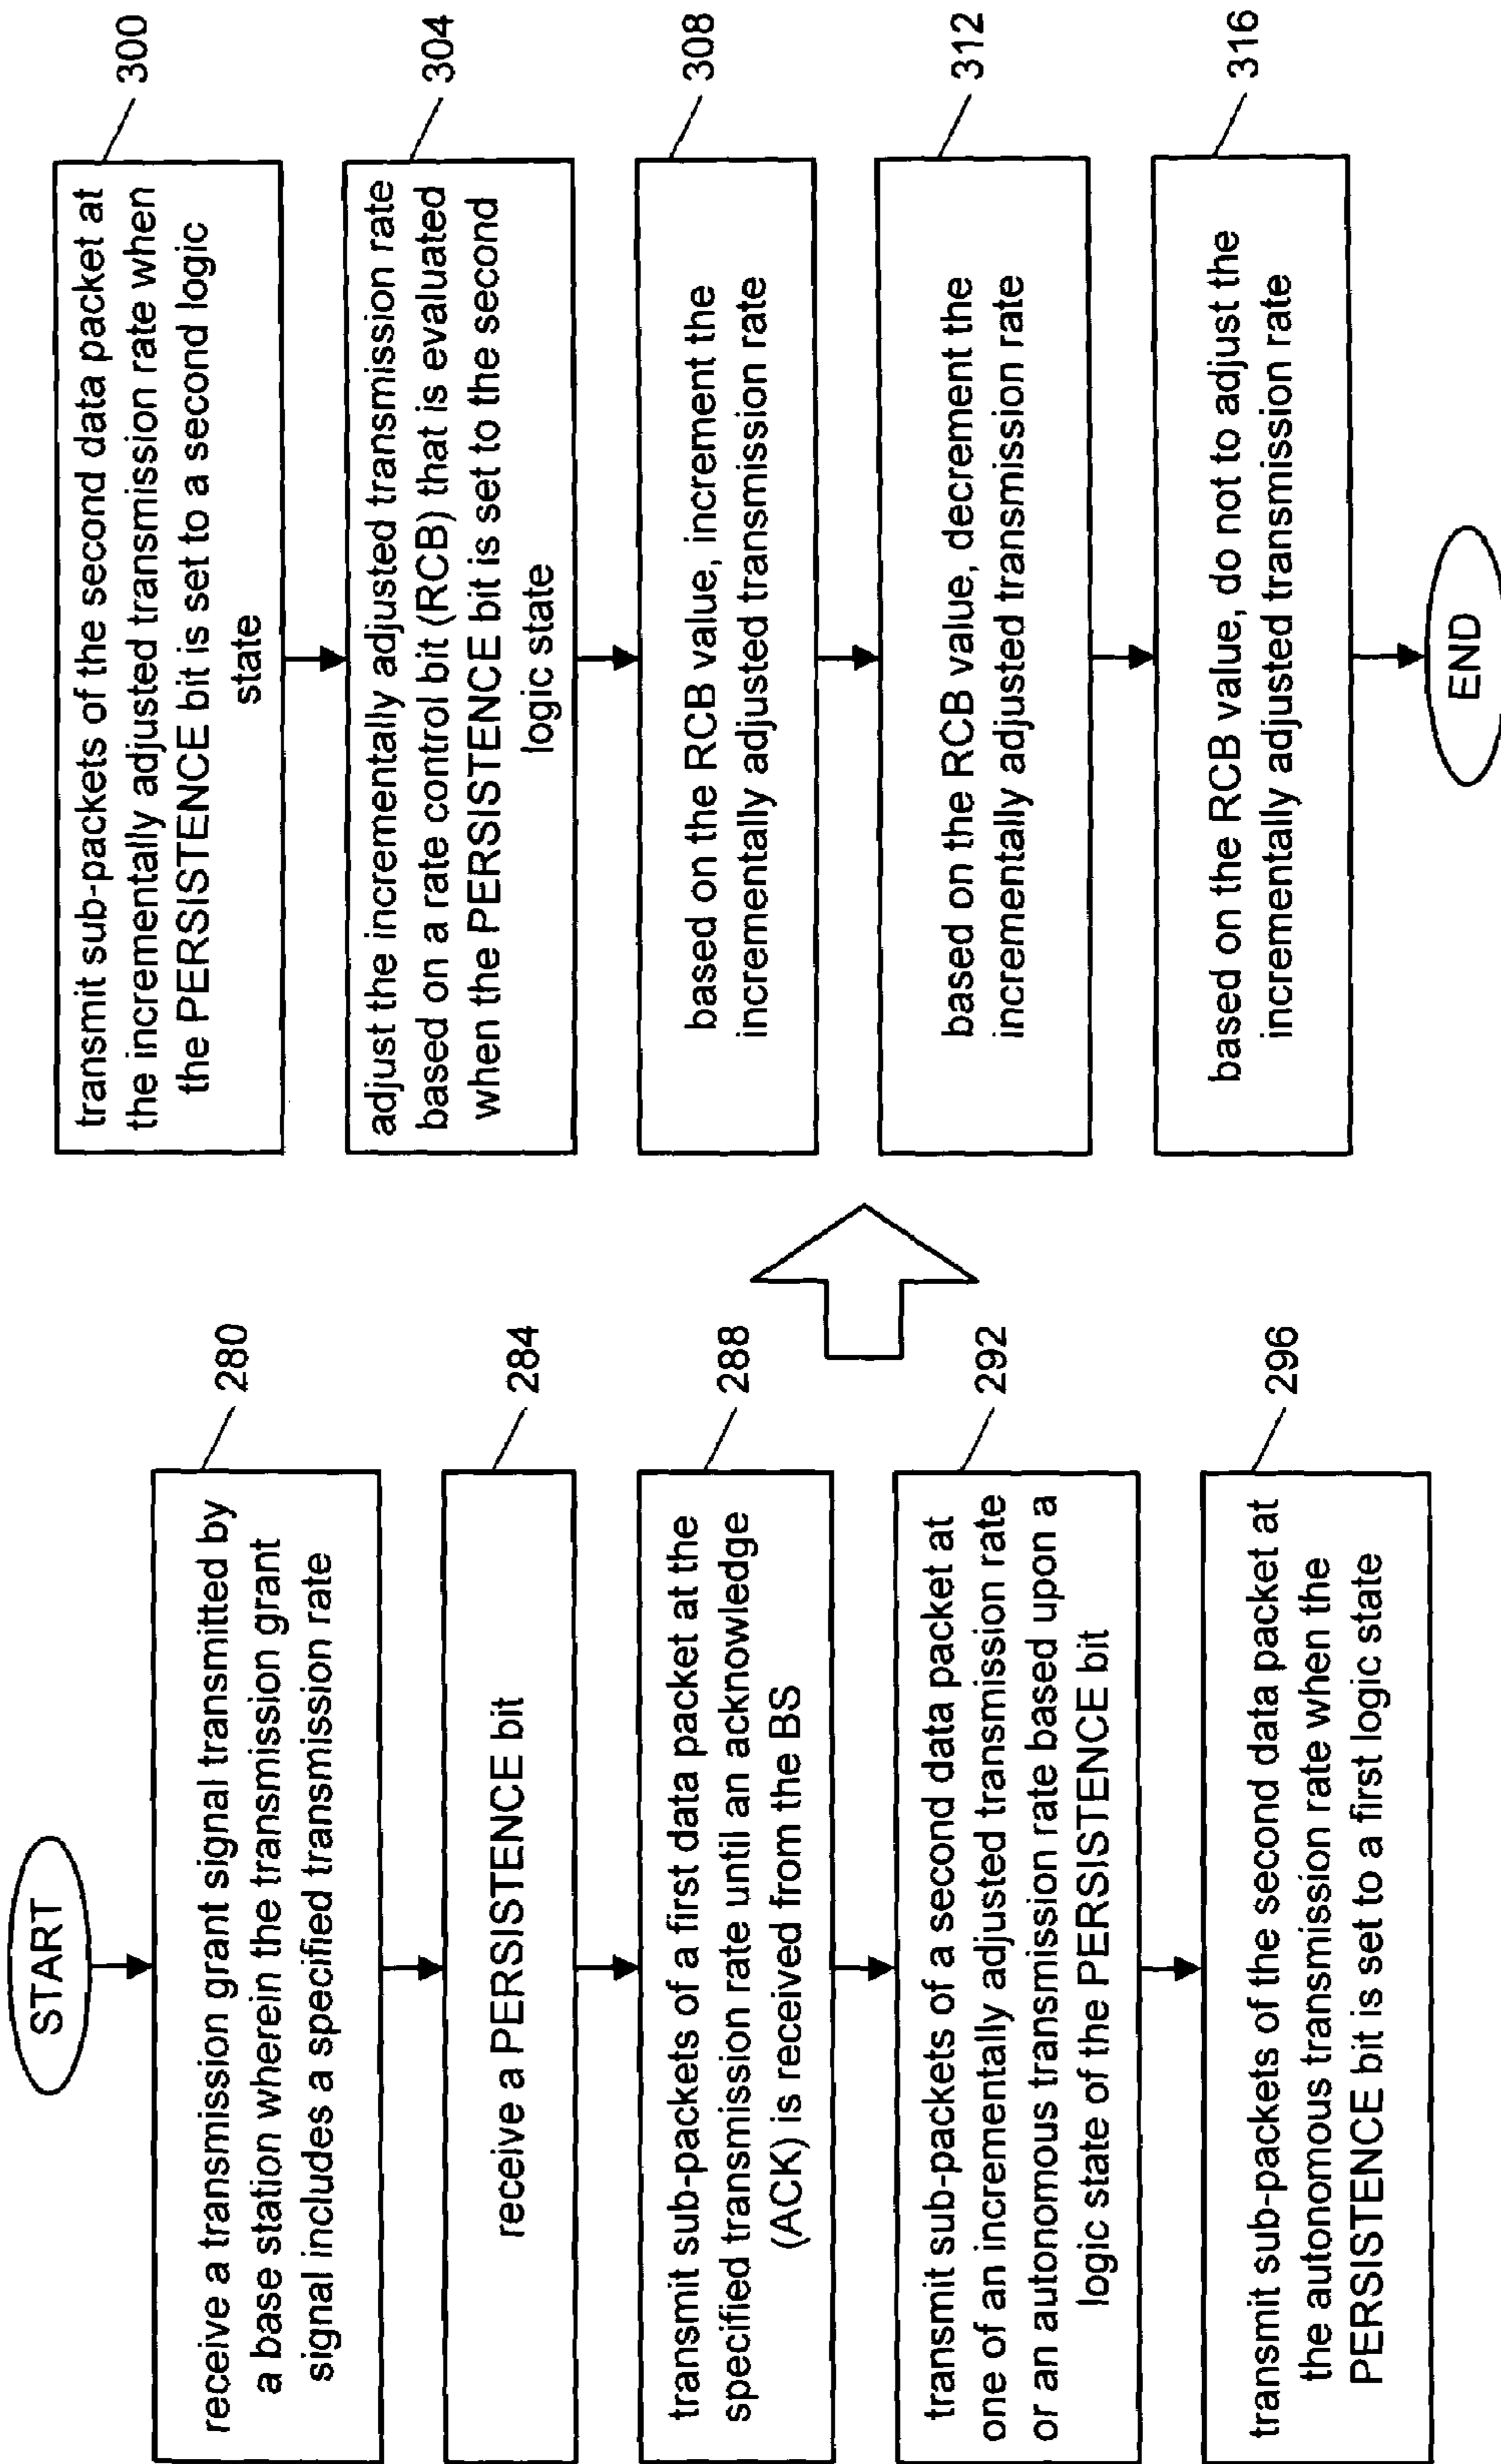 START
receive a transmission grant signal transmitted by
a base station wherein the transmission grant
signal includes a specified transmission rate
280
receive a PERSISTENCE bit
284
transmit sub-packets of a first data packet at the
specified transmission rate until an acknowledge
(ACK) is received from the BS
288
transmit sub-packets of a second data packet at
one of an incrementally adjusted transmission rate
or an autonomous transmission rate based upon a
logic state of the PERSISTENCE bit
292
transmit sub-packets of the second data packet at
the autonomous transmission rate when the
PERSISTENCE bit is set to a first logic state
296
transmit sub-packets of the second data packet at
the incrementally adjusted transmission rate when
the PERSISTENCE bit is set to a second logic
state
300
adjust the incrementally adjusted transmission rate
based on a rate control bit (RCB) that is evaluated
when the PERSISTENCE bit is set to the second
logic state
304
based on the RCB value, increment the
incrementally adjusted transmission rate
308
based on the RCB value, decrement the
incrementally adjusted transmission rate
312
based on the RCB value, do not to adjust the
incrementally adjusted transmission rate
316
END